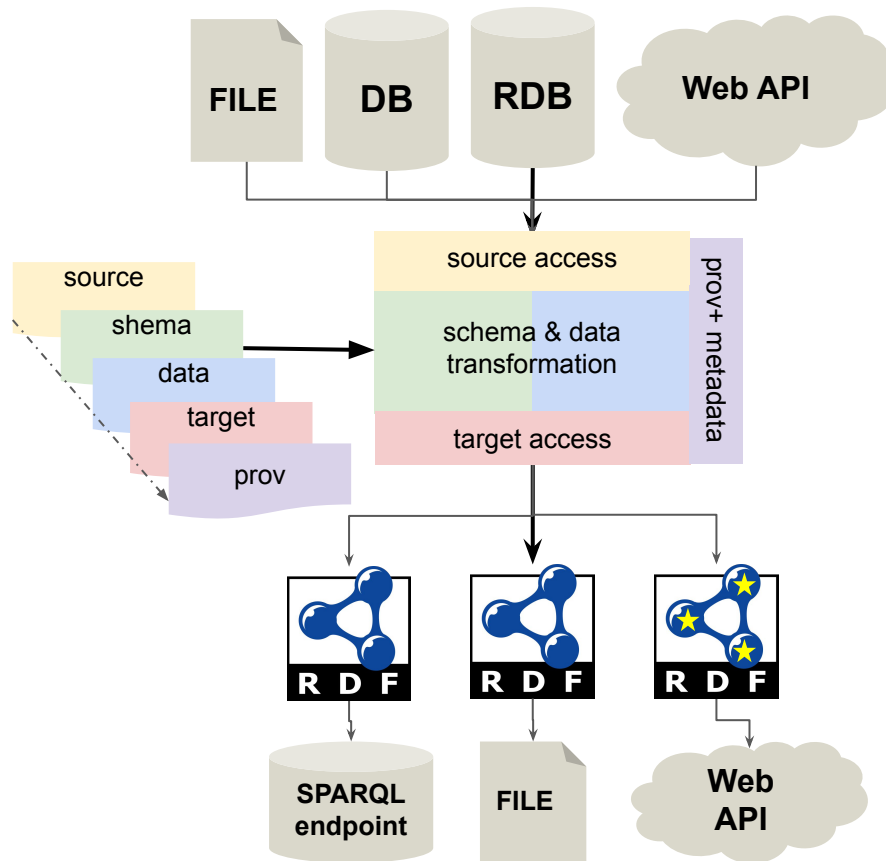 FILE
DB
RDB
Web API
source
shema
data
target
prov
source access
schema & data
transformation
target access
prov+ metadata
R D F
R D F
R D F
SPARQL
endpoint
FILE
Web
API